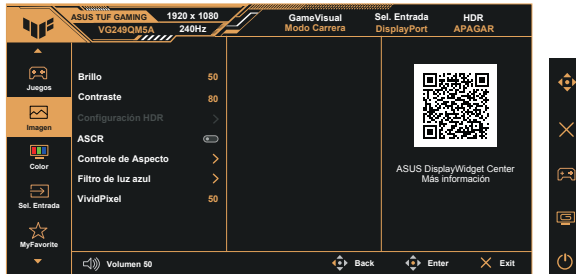 ASUS TUF GAMING 1920 x 1080
VG249QM5A 240Hz
GameVisual
Modo Carrera
Sel. Entrada
DisplayPort
HDR
APAGAR
Juegos
Imagen
Color
Sel. Entrada
MyFavorite
Brillo 50
Contraste 80
Configuración HDR
ASCR
Controle de Aspecto
Filtro de luz azul
VividPixel 50
ASUS DisplayWidget Center
Más información
Volumen 50
Back
Enter
Exit